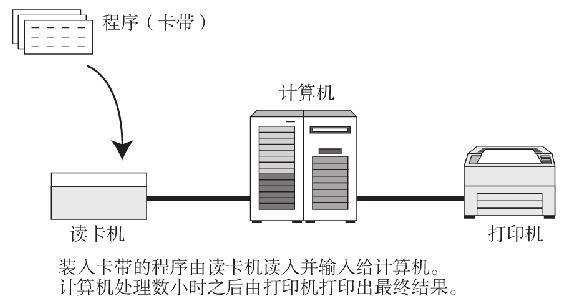 程序（卡带）
计算机
读卡机
打印机
装入卡带的程序由读卡机读入并输入给计算机。
计算机处理数小时之后由打印机打印出最终结果。